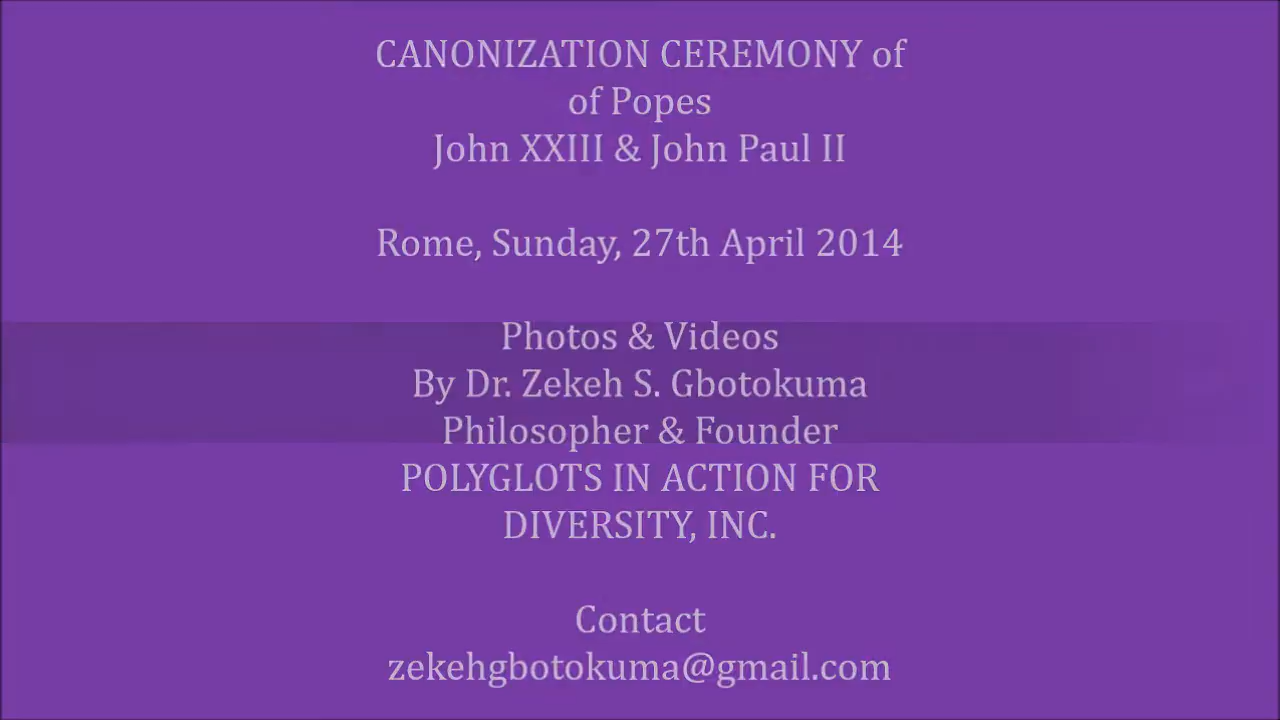 CANONIZATION CEREMONY of
of Popes
John XXIII & John Paul II
Rome, Sunday, 27th April 2014
Photos & Videos
By Dr. Zekeh S. Gbotokuma
Philosopher & Founder
POLYGLOTS IN ACTION FOR
DIVERSITY, INC.
Contact
zekehgbotokuma@gmail.com